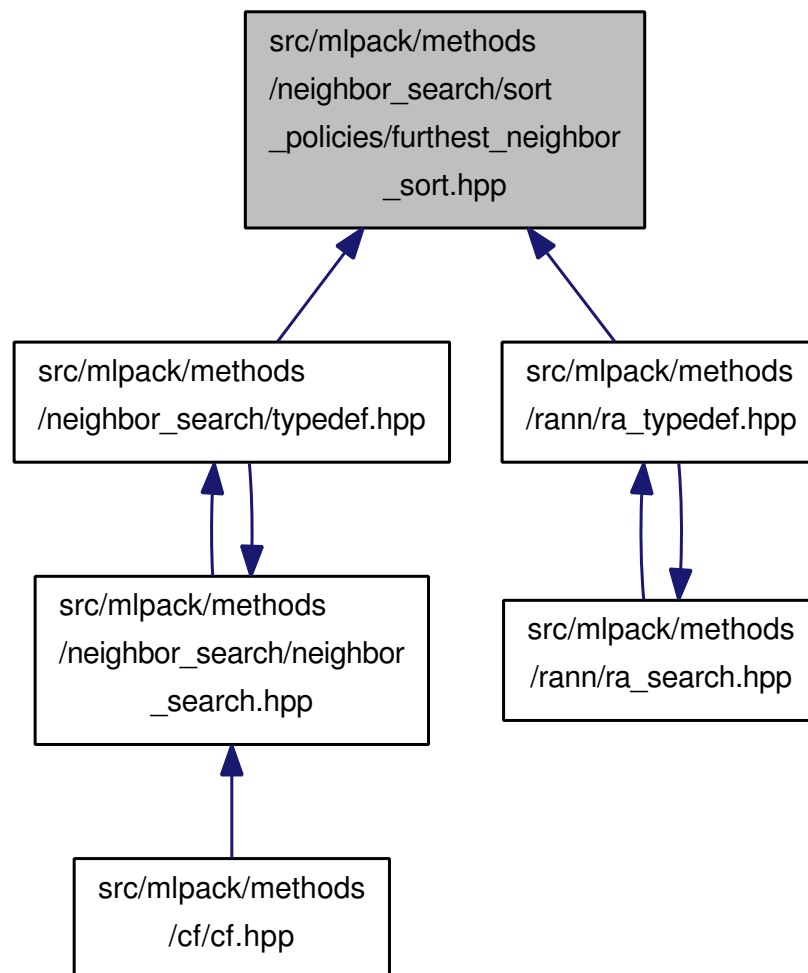 src/mlpack/methods
/neighbor_search/sort
_policies/furthest_neighbor
_sort.hpp
src/mlpack/methods
/neighbor_search/typedef.hpp
src/mlpack/methods
/rann/ra_typedef.hpp
src/mlpack/methods
/neighbor_search/neighbor
_search.hpp
src/mlpack/methods
/rann/ra_search.hpp
src/mlpack/methods
/cf/cf.hpp